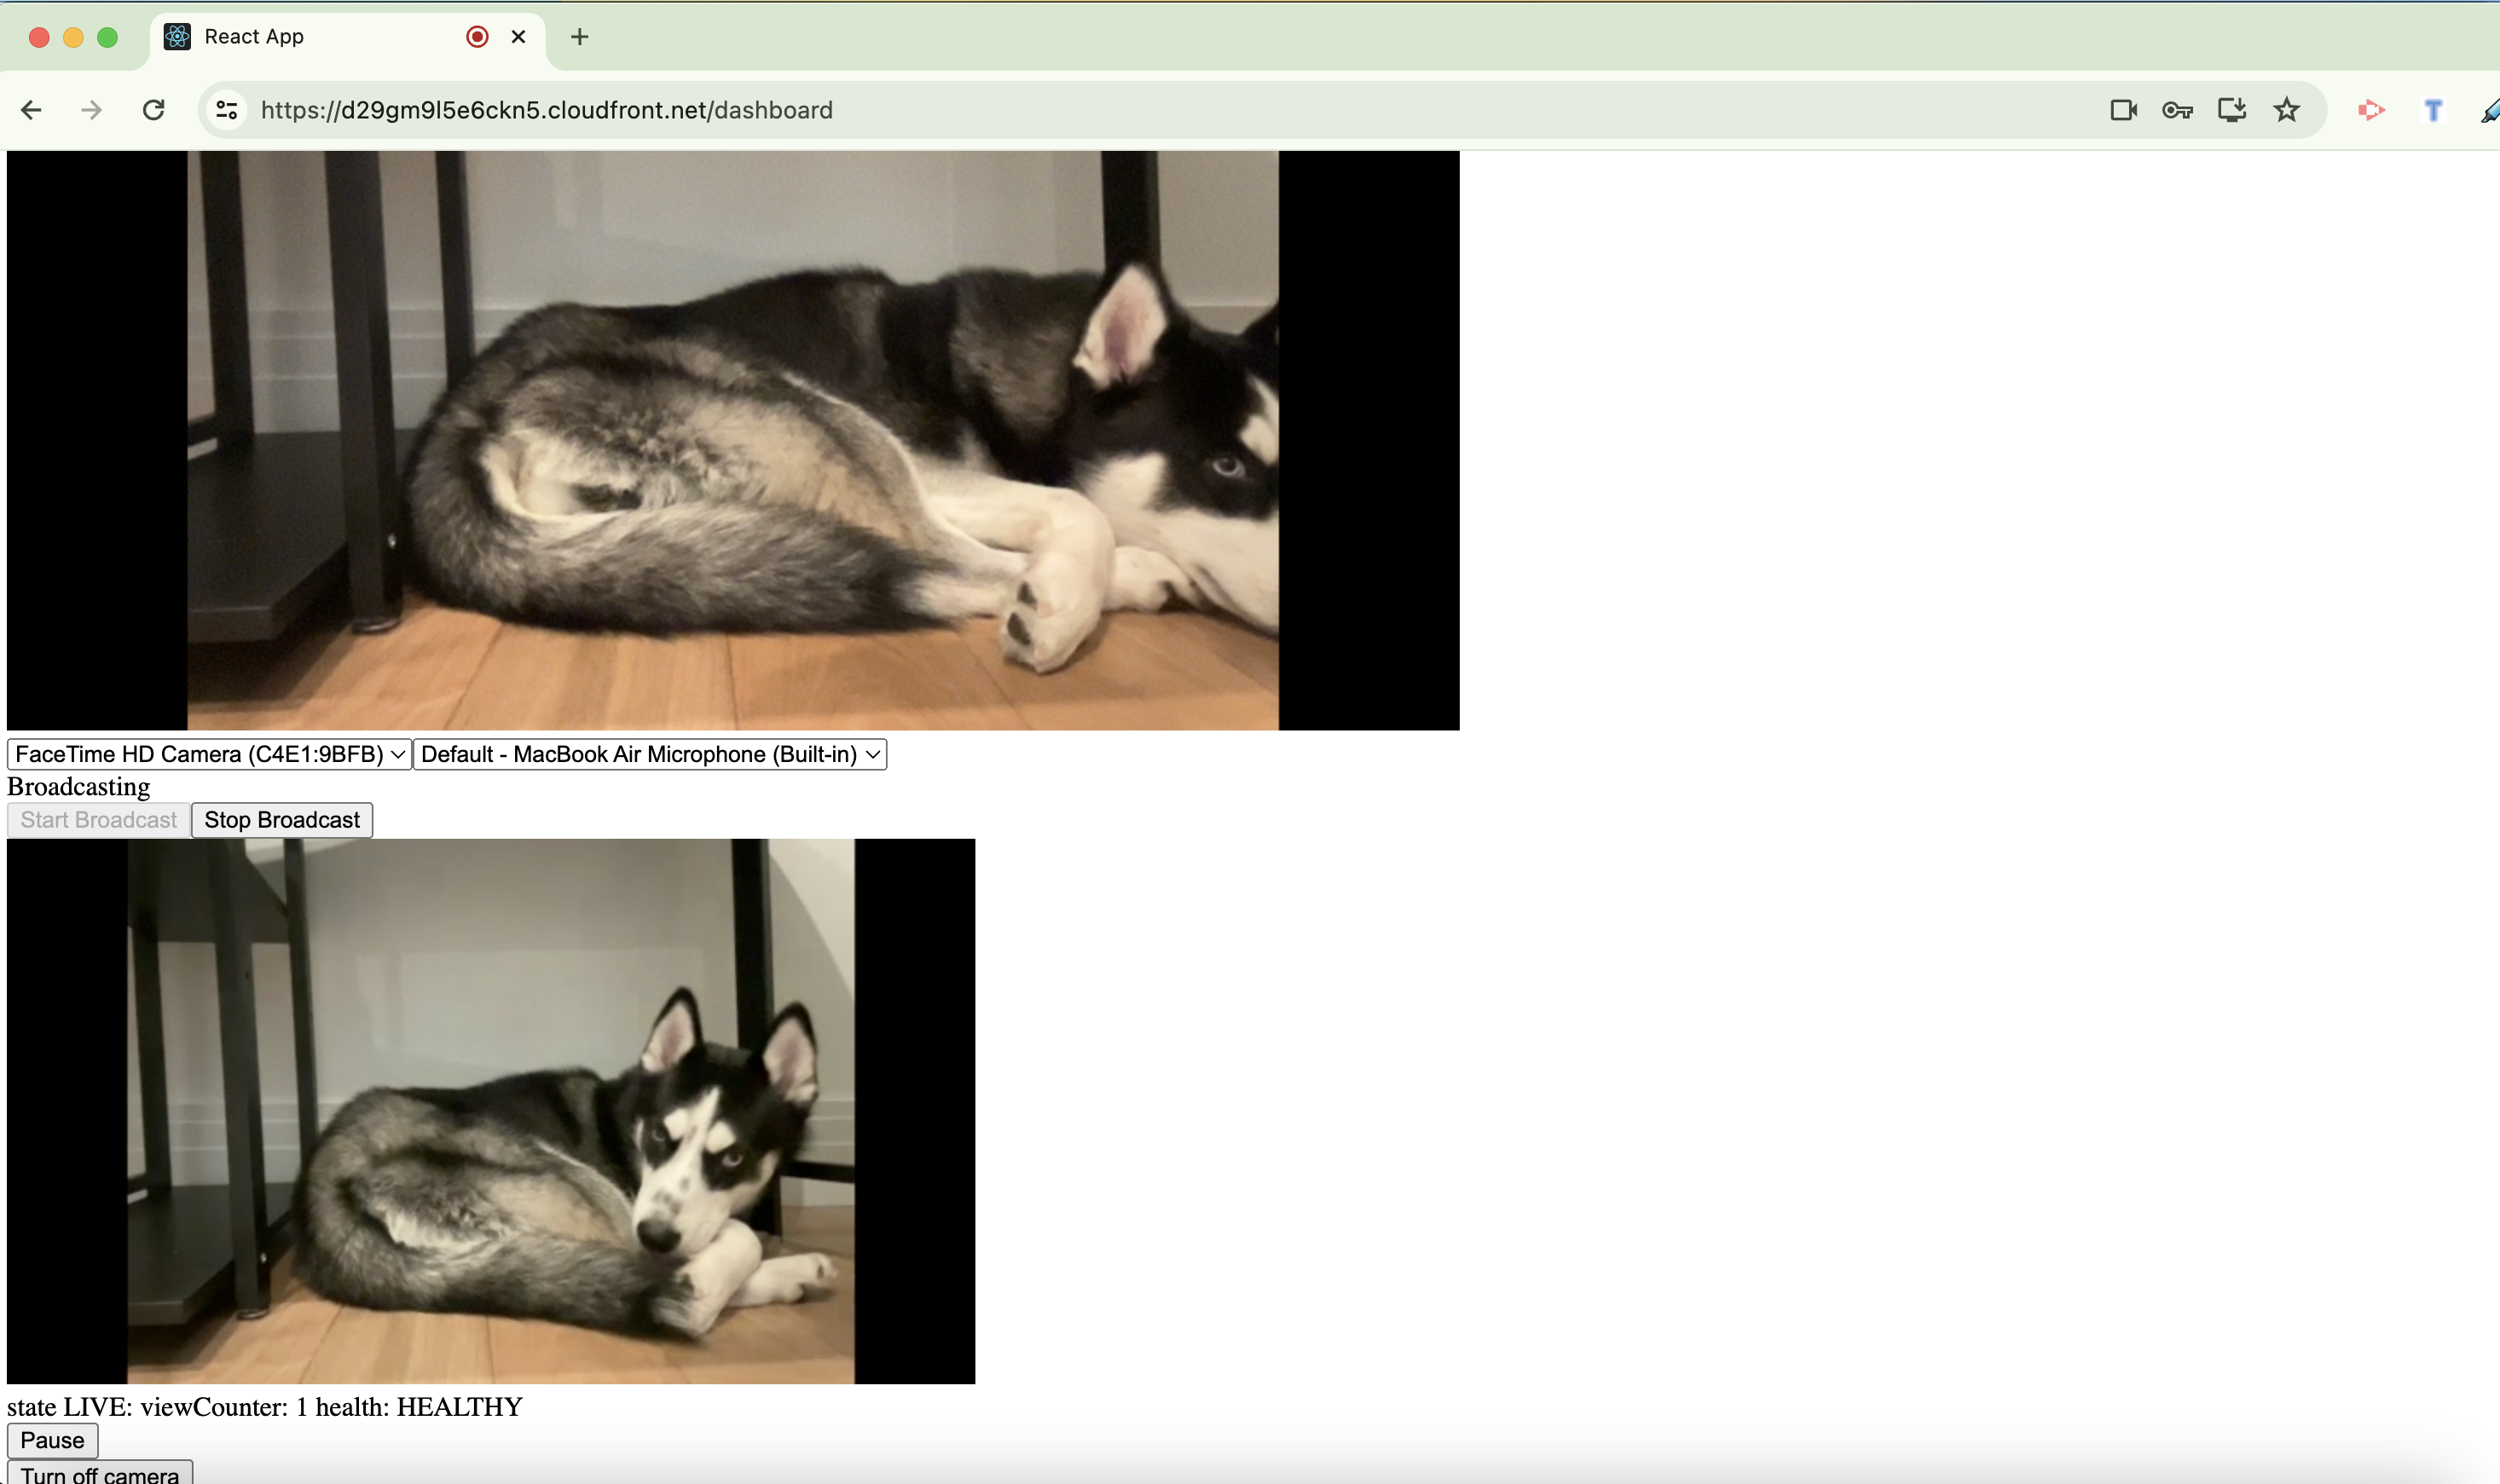 React App
https://d29gm9l5e6ckn5.cloudfront.net/dashboard
T
FaceTime HD Camera (C4E1:9BFB) Default - MacBook Air Microphone (Built-in)
Broadcasting
Start Broadcast Stop Broadcast
state LIVE: viewCounter: 1 health: HEALTHY
Pause
Turn off camera